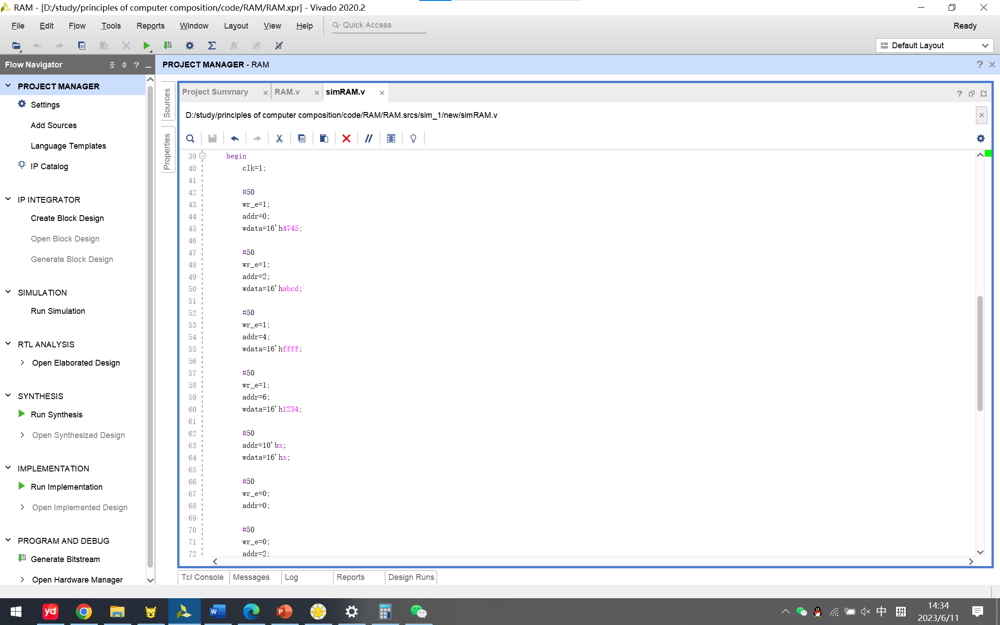 RAM - [D:/study/principles of computer composition/code/RAM/RAM.xpr] - Vivado 2020.2
File Edit Flow Tools Reports Window Layout View Help Quick Access Ready
Default Layout
Flow Navigator
PROJECT MANAGER - RAM
PROJECT MANAGER
Settings
Add Sources
Language Templates
IP Catalog
IP INTEGRATOR
Create Block Design
Open Block Design
Generate Block Design
SIMULATION
Run Simulation
RTL ANALYSIS
Open Elaborated Design
SYNTHESIS
Run Synthesis
Open Synthesized Design
IMPLEMENTATION
Run Implementation
Open Implemented Design
PROGRAM AND DEBUG
Generate Bitstream
Open Hardware Manager
Sources
Properties
Project Summary RAM.v simRAM.v
D:/study/principles of computer composition/code/RAM/RAM.srcs/sim_1/new/simRAM.v
39 begin
40 clk=1;
41
42 #50
43 wr_e=1;
44 addr=0;
45 wdata=16'h4745;
46
47 #50
48 wr_e=1;
49 addr=2;
50 wdata=16'habcd;
51
52 #50
53 wr_e=1;
54 addr=4;
55 wdata=16'hffff;
56
57 #50
58 wr_e=1;
59 addr=6;
60 wdata=16'h1234;
61
62 #50
63 addr=10'bx;
64 wdata=16'hx;
65
66 #50
67 wr_e=0;
68 addr=0;
69
70 #50
71 wr_e=0;
72 addr=2;
Tcl Console Messages Log Reports Design Runs
yd
中
拼
14:34
2023/6/11